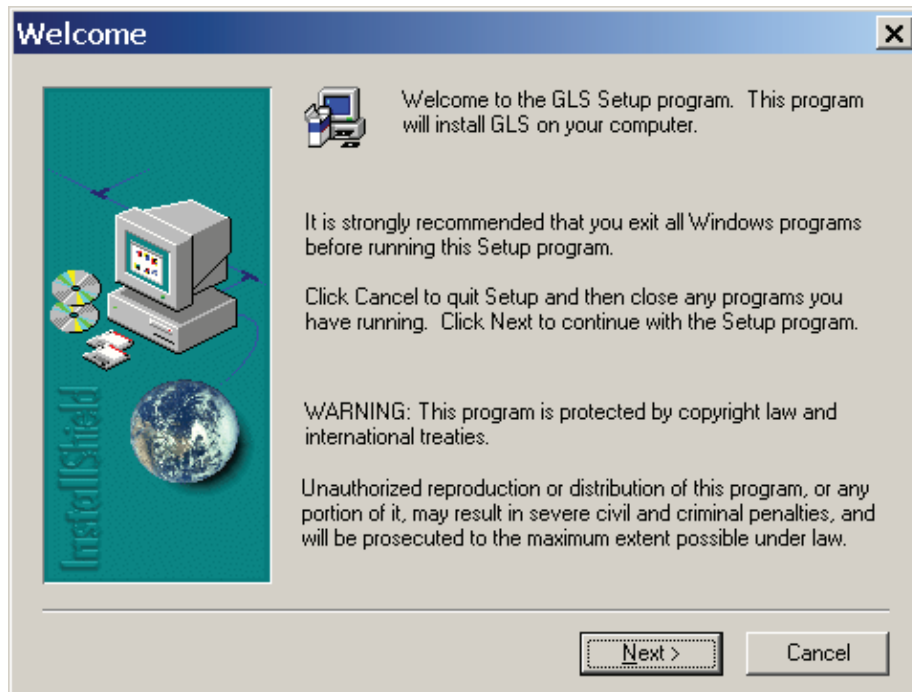 Welcome
Welcome to the GLS Setup program. This program
will install GLS on your computer.
It is strongly recommended that you exit all Windows programs
before running this Setup program.
Click Cancel to quit Setup and then close any programs you
have running. Click Next to continue with the Setup program.
WARNING: This program is protected by copyright law and
international treaties.
Unauthorized reproduction or distribution of this program, or any
portion of it, may result in severe civil and criminal penalties, and
will be prosecuted to the maximum extent possible under law.
InstallShield
Next >
Cancel